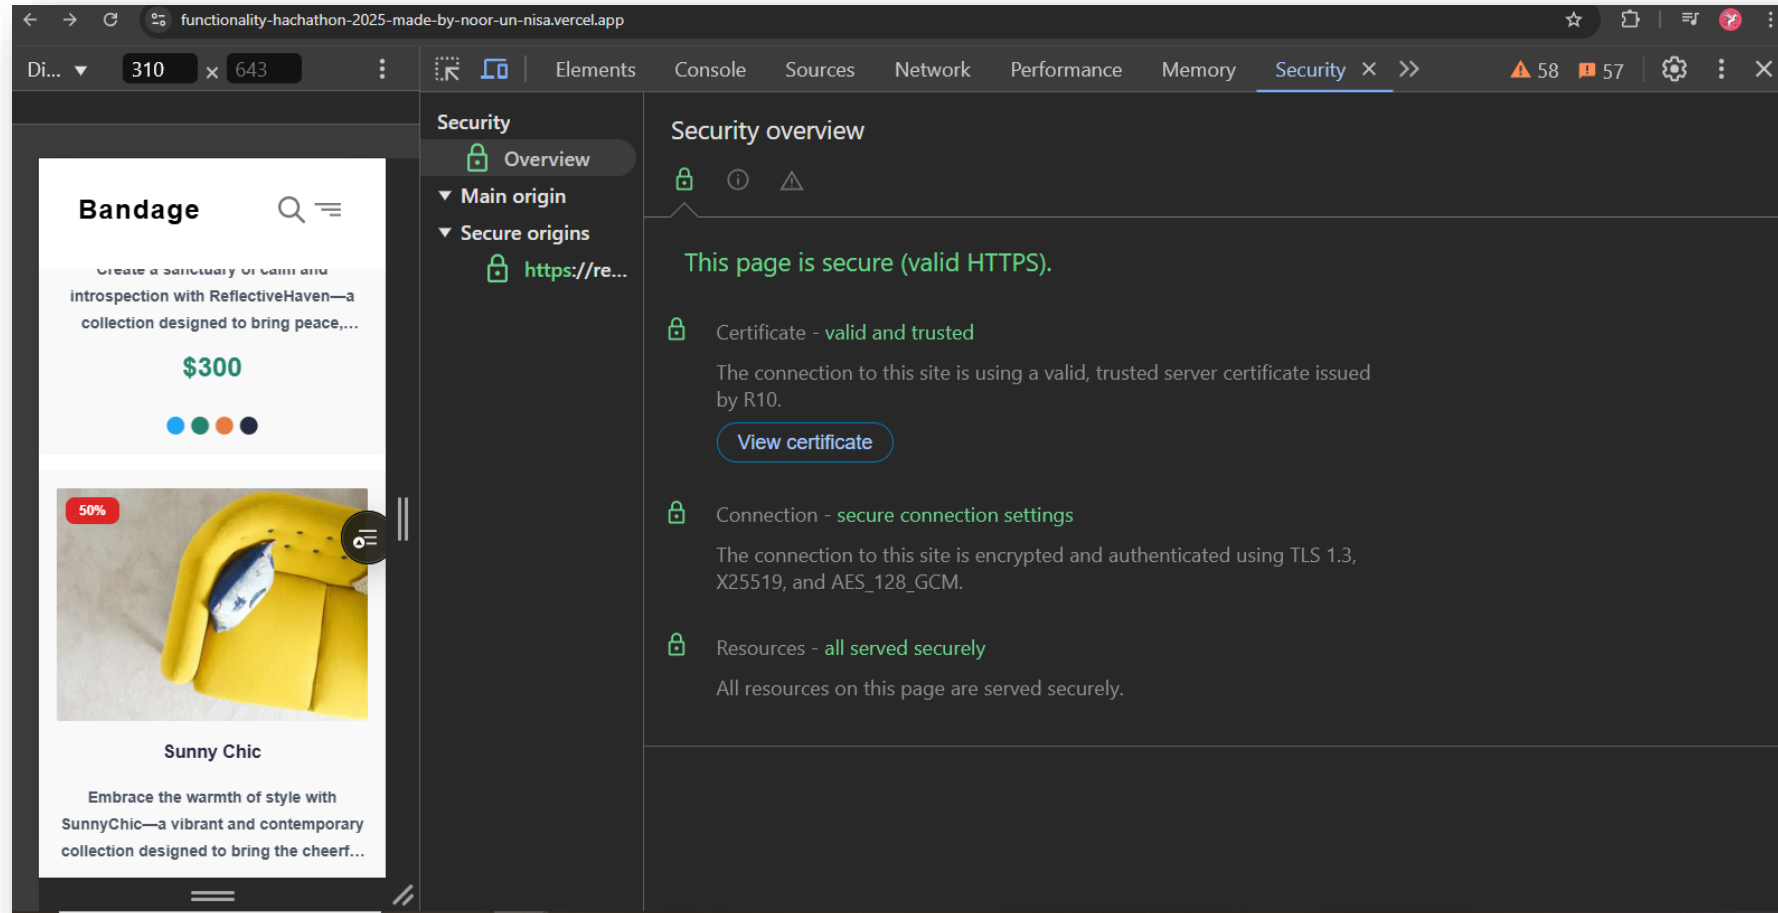 functionality-hachathon-2025-made-by-noor-un-nisa.vercel.app
Di... 310 × 643
Elements Console Sources Network Performance Memory Security 58 57
Bandage
Create a sanctuary of calm and
introspection with ReflectiveHaven—a
collection designed to bring peace,...
$300
50%
Sunny Chic
Embrace the warmth of style with
SunnyChic—a vibrant and contemporary
collection designed to bring the cheerf...
Security
Overview
Main origin
Secure origins
https://re...
Security overview
This page is secure (valid HTTPS).
Certificate - valid and trusted
The connection to this site is using a valid, trusted server certificate issued
by R10.
View certificate
Connection - secure connection settings
The connection to this site is encrypted and authenticated using TLS 1.3,
X25519, and AES_128_GCM.
Resources - all served securely
All resources on this page are served securely.